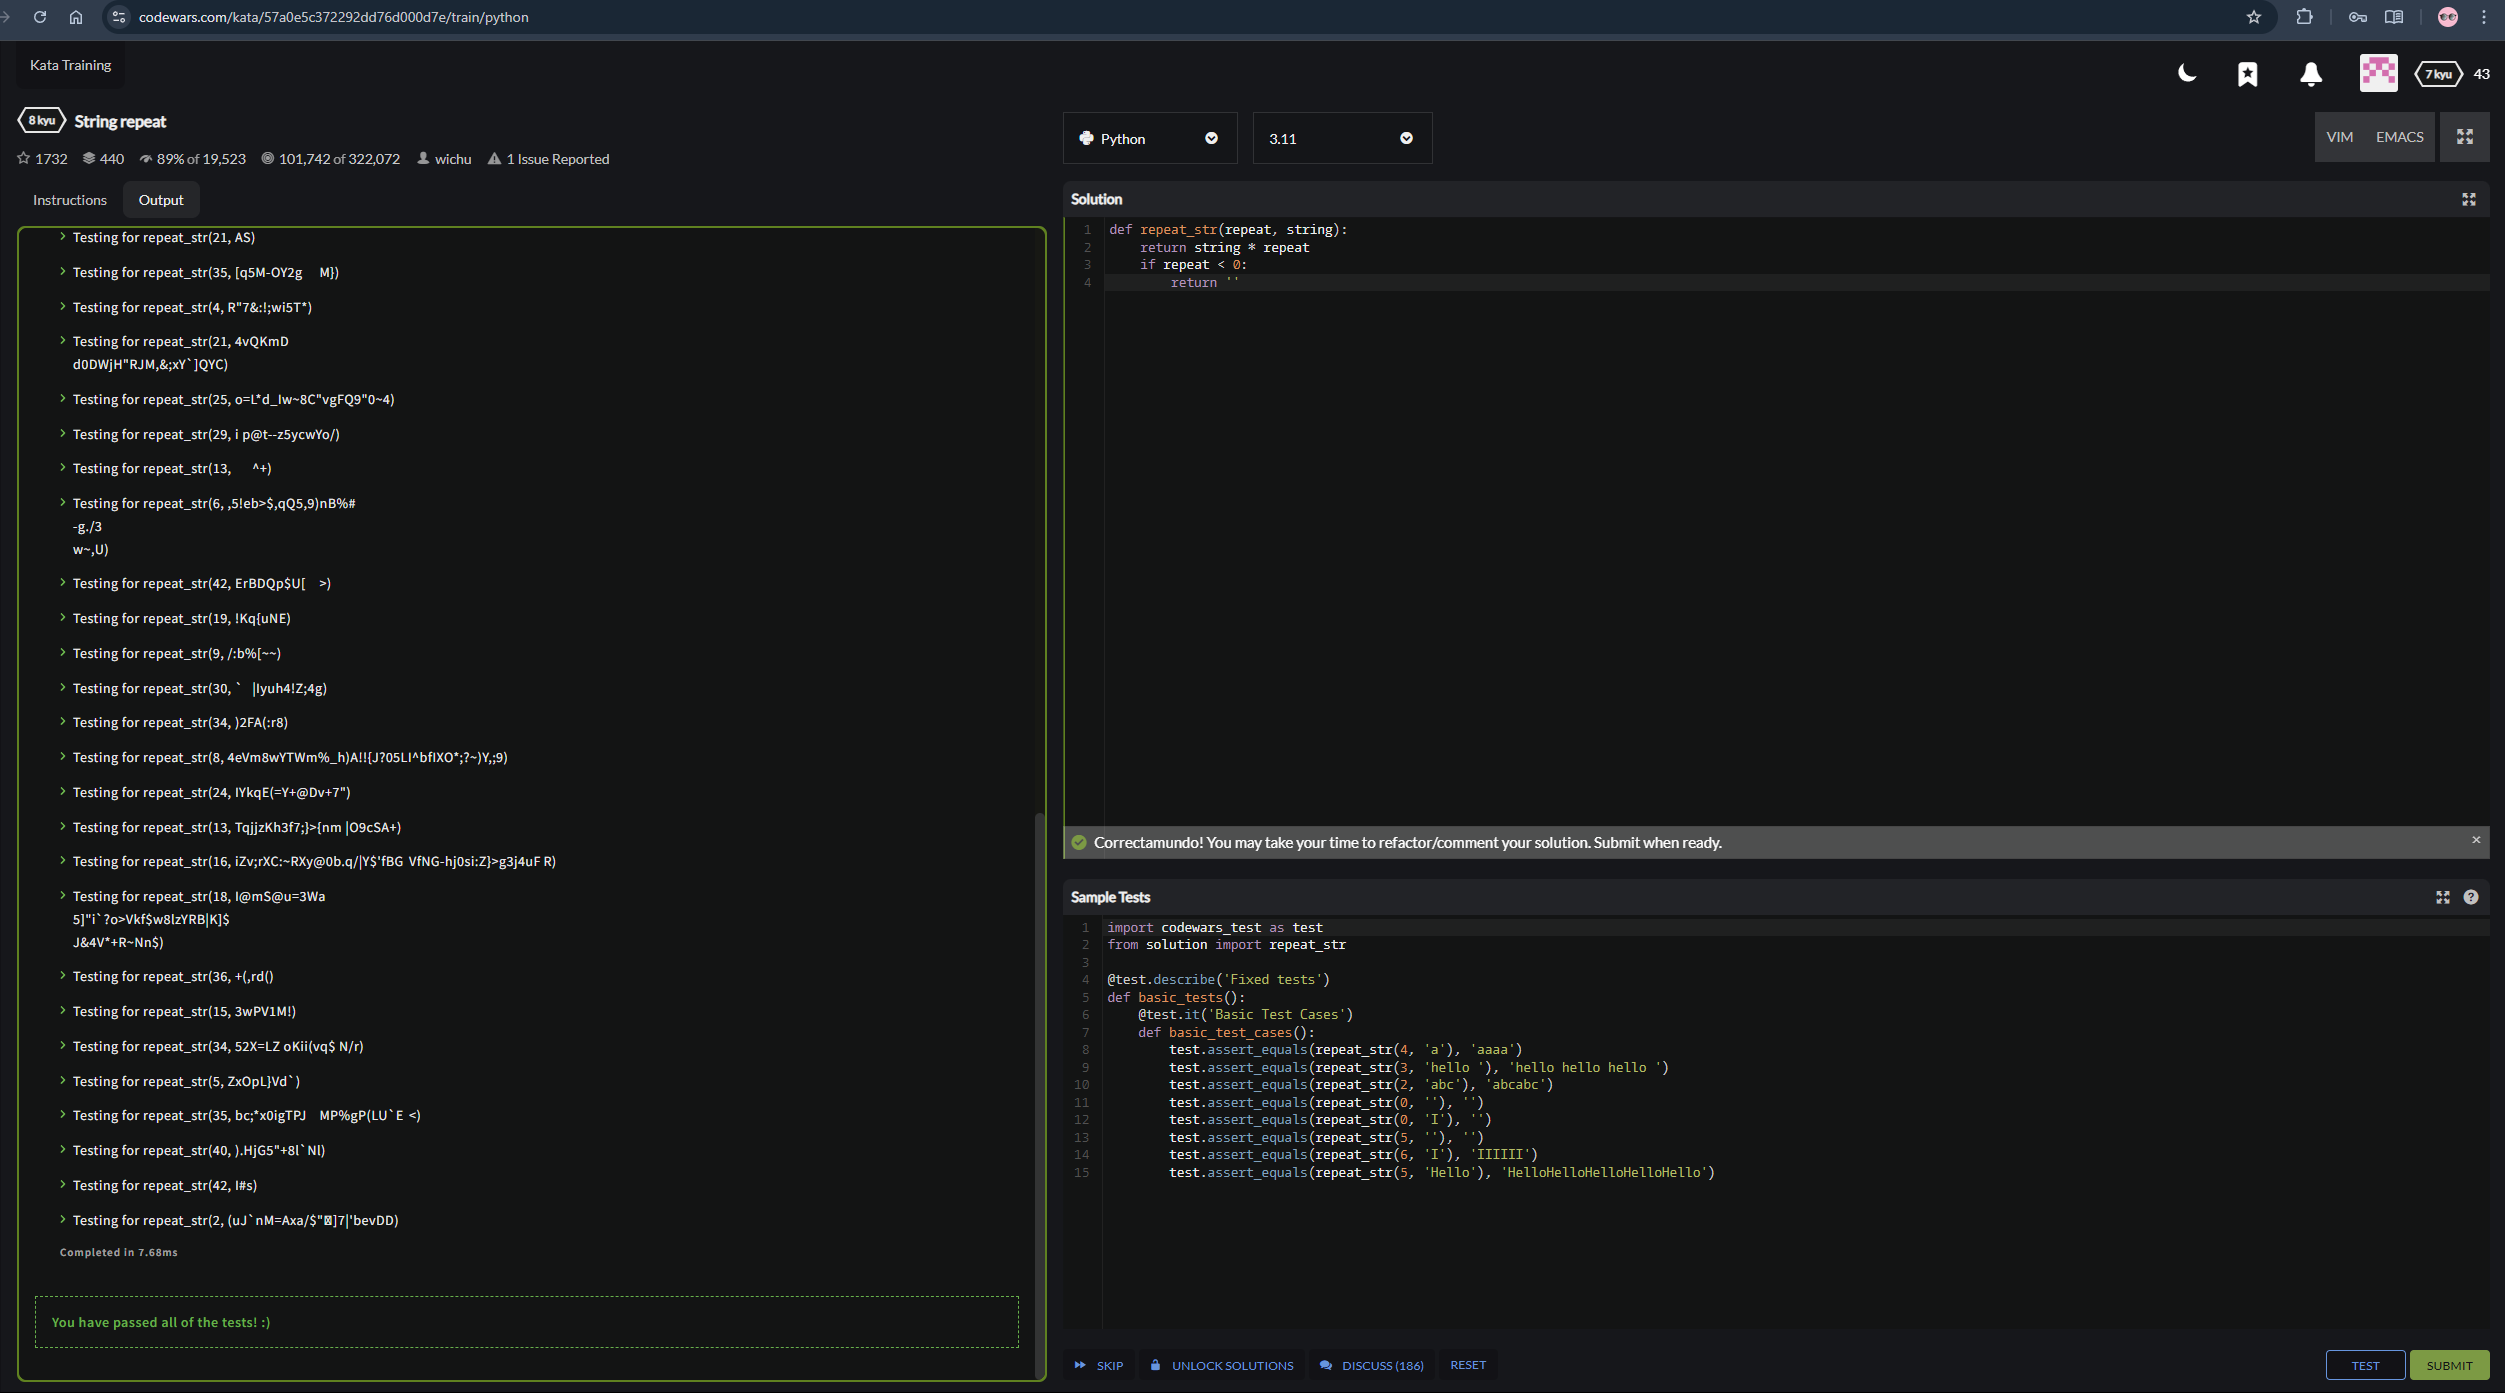 codewars.com/kata/57a0e5c372292dd76d000d7e/train/python
Kata Training
7 kyu 43
8 kyu String repeat
1732 440 89% of 19,523 101,742 of 322,072 wichu 1 Issue Reported
Instructions Output
Testing for repeat_str(21, AS)
Testing for repeat_str(35, [q5M-OY2g M})
Testing for repeat_str(4, R"7&:!;wi5T*)
Testing for repeat_str(21, 4vQKmD
d0DWjH"RJM,&;xY`]QYC)
Testing for repeat_str(25, o=L*d_Iw~8C"vgFQ9"0~4)
Testing for repeat_str(29, i p@t--z5ycwYo/)
Testing for repeat_str(13, ^+)
Testing for repeat_str(6, ,5!eb>$,qQ5,9)nB%#
-g./3
w~,U)
Testing for repeat_str(42, ErBDQp$U[ >)
Testing for repeat_str(19, !Kq{uNE)
Testing for repeat_str(9, /:b%[~~)
Testing for repeat_str(30, ` |Iyuh4!Z;4g)
Testing for repeat_str(34, )2FA(:r8)
Testing for repeat_str(8, 4eVm8wYTWm%_h)A!!{J?05LI^bfIXO*;?~)Y,;9)
Testing for repeat_str(24, IYkqE(=Y+@Dv+7")
Testing for repeat_str(13, TqjjzKh3f7;}>{nm |O9cSA+)
Testing for repeat_str(16, iZv;rXC:~RXy@0b.q/|Y$'fBG VfNG-hj0si:Z}>g3j4uF R)
Testing for repeat_str(18, I@mS@u=3Wa
5]"i`?o>Vkf$w8lzYRB|K]$
J&4V*+R~Nn$)
Testing for repeat_str(36, +(,rd()
Testing for repeat_str(15, 3wPV1M!)
Testing for repeat_str(34, 52X=LZ oKii(vq$ N/r)
Testing for repeat_str(5, ZxOpL}Vd`)
Testing for repeat_str(35, bc;*x0igTPJ MP%gP(LU`E <)
Testing for repeat_str(40, ).HjG5"+8l`Nl)
Testing for repeat_str(42, I#s)
Testing for repeat_str(2, (uJ`nM=Axa/$"]7|'bevDD)
Completed in 7.68ms
You have passed all of the tests! :)
Python 3.11 VIM EMACS
Solution
1 def repeat_str(repeat, string):
2 return string * repeat
3 if repeat < 0:
4 return ''
Correctamundo! You may take your time to refactor/comment your solution. Submit when ready.
Sample Tests
1 import codewars_test as test
2 from solution import repeat_str
3
4 @test.describe('Fixed tests')
5 def basic_tests():
6 @test.it('Basic Test Cases')
7 def basic_test_cases():
8 test.assert_equals(repeat_str(4, 'a'), 'aaaa')
9 test.assert_equals(repeat_str(3, 'hello '), 'hello hello hello ')
10 test.assert_equals(repeat_str(2, 'abc'), 'abcabc')
11 test.assert_equals(repeat_str(0, ''), '')
12 test.assert_equals(repeat_str(0, 'I'), '')
13 test.assert_equals(repeat_str(5, ''), '')
14 test.assert_equals(repeat_str(6, 'I'), 'IIIIII')
15 test.assert_equals(repeat_str(5, 'Hello'), 'HelloHelloHelloHelloHello')
SKIP UNLOCK SOLUTIONS DISCUSS (186) RESET TEST SUBMIT